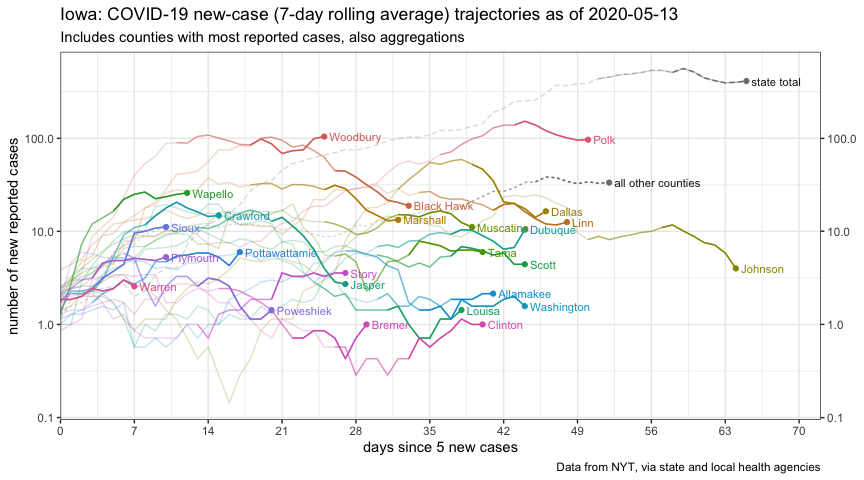 Iowa: COVID-19 new-case (7-day rolling average) trajectories as of 2020-05-13
Includes counties with most reported cases, also aggregations
number of new reported cases
100.0
10.0
1.0
0.1
100.0
10.0
1.0
0.1
state total
Woodbury
Polk
all other counties
Wapello
Black Hawk
Dallas
Crawford
Marshall
Linn
Sioux
Muscatine
Dubuque
Plymouth
Pottawattamie
Tama
Scott
Johnson
Story
Jasper
Warren
Allamakee
Washington
Poweshiek
Louisa
Bremer
Clinton
0 7 14 21 28 35 42 49 56 63 70
days since 5 new cases
Data from NYT, via state and local health agencies